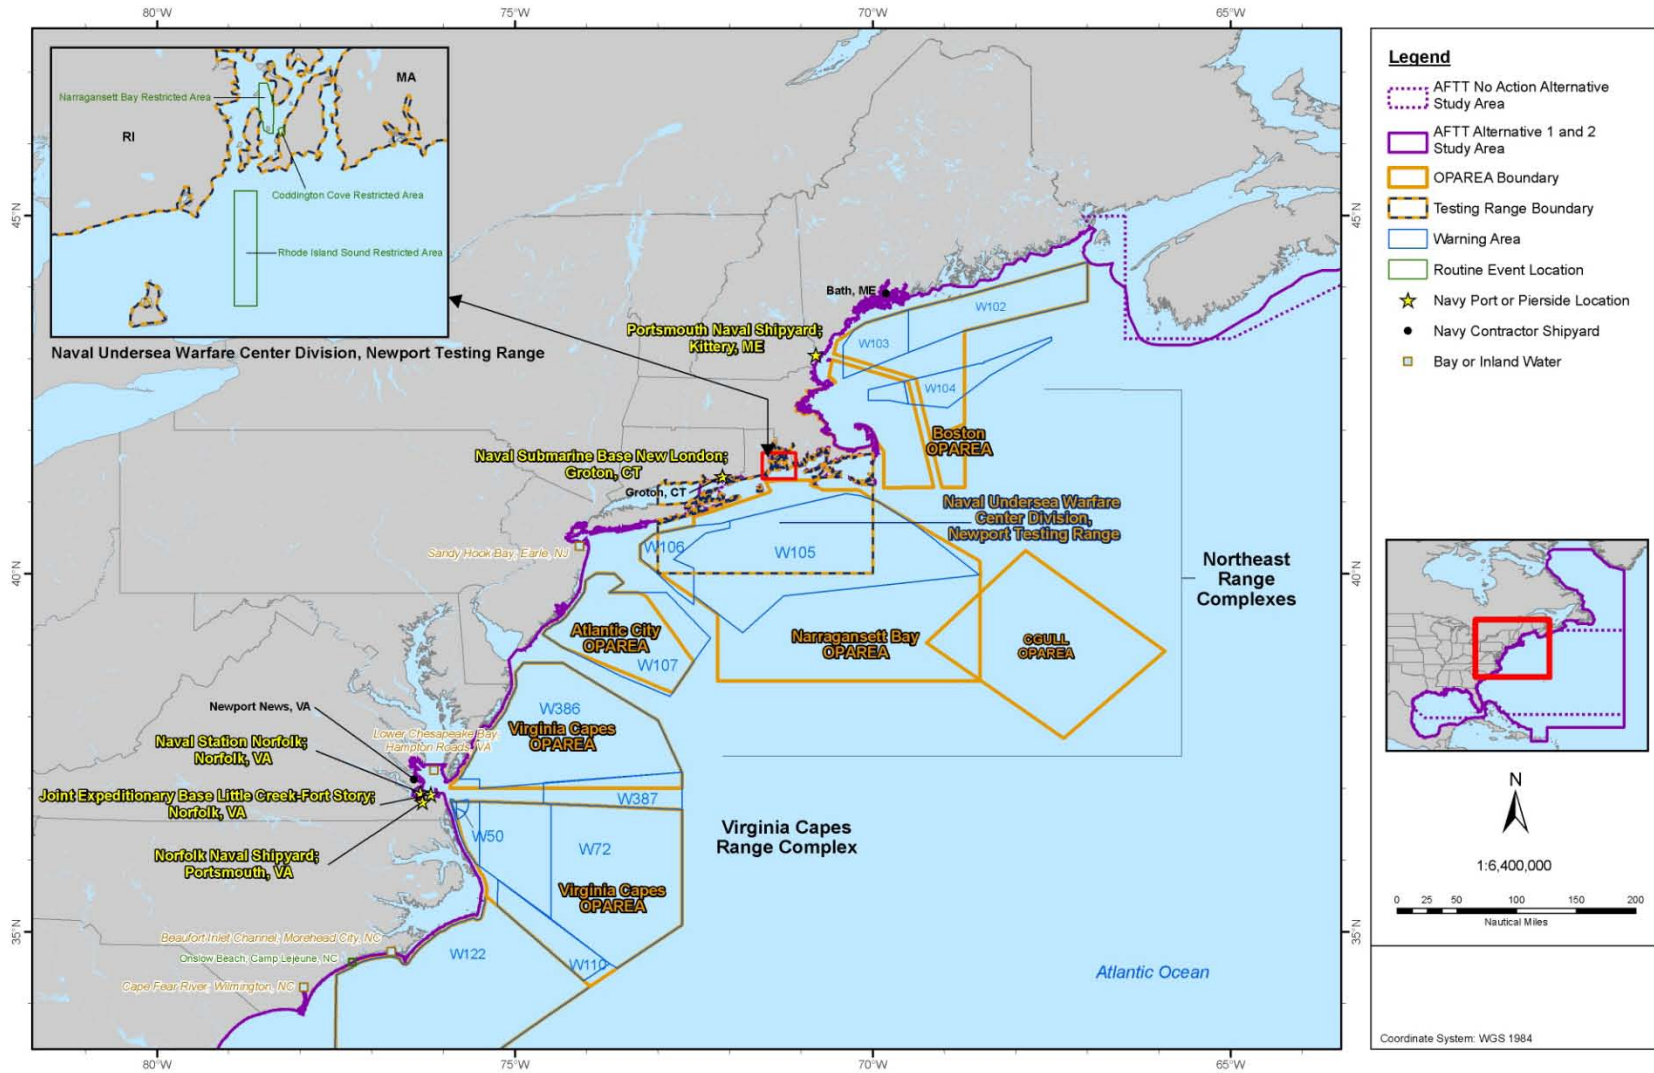 80°W
75°W
70°W
65°W
MA
Narragansett Bay Restricted Area
RI
Coddington Cove Restricted Area
Rhode Island Sound Restricted Area
Naval Undersea Warfare Center Division, Newport Testing Range
45°N
45°N
Bath, ME
W102
Portsmouth Naval Shipyard;
Kittery, ME
W103
W104
Boston
OPAREA
Naval Submarine Base New London;
Groton, CT
Groton, CT
Naval Undersea Warfare
Center Division,
Newport Testing Range
Sandy Hook Bay, Earle, NJ
W106
W105
40°N
40°N
Northeast
Range
Complexes
Atlantic City
OPAREA
W107
Narragansett Bay
OPAREA
CGULL
OPAREA
Newport News, VA
W386
Virginia Capes
OPAREA
Lower Chesapeake Bay,
Hampton Roads, VA
Naval Station Norfolk;
Norfolk, VA
Joint Expeditionary Base Little Creek-Fort Story;
Norfolk, VA
W387
W50
W72
Virginia Capes
Range Complex
Norfolk Naval Shipyard;
Portsmouth, VA
Virginia Capes
OPAREA
35°N
35°N
Beaufort Inlet Channel, Morehead City, NC
Onslow Beach, Camp Lejeune, NC
W122
W110
Cape Fear River, Wilmington, NC
Atlantic Ocean
80°W
75°W
70°W
65°W
Legend
AFTT No Action Alternative
Study Area
AFTT Alternative 1 and 2
Study Area
OPAREA Boundary
Testing Range Boundary
Warning Area
Routine Event Location
Navy Port or Pierside Location
Navy Contractor Shipyard
Bay or Inland Water
N
1:6,400,000
0 25 50 100 150 200
Nautical Miles
Coordinate System: WGS 1984